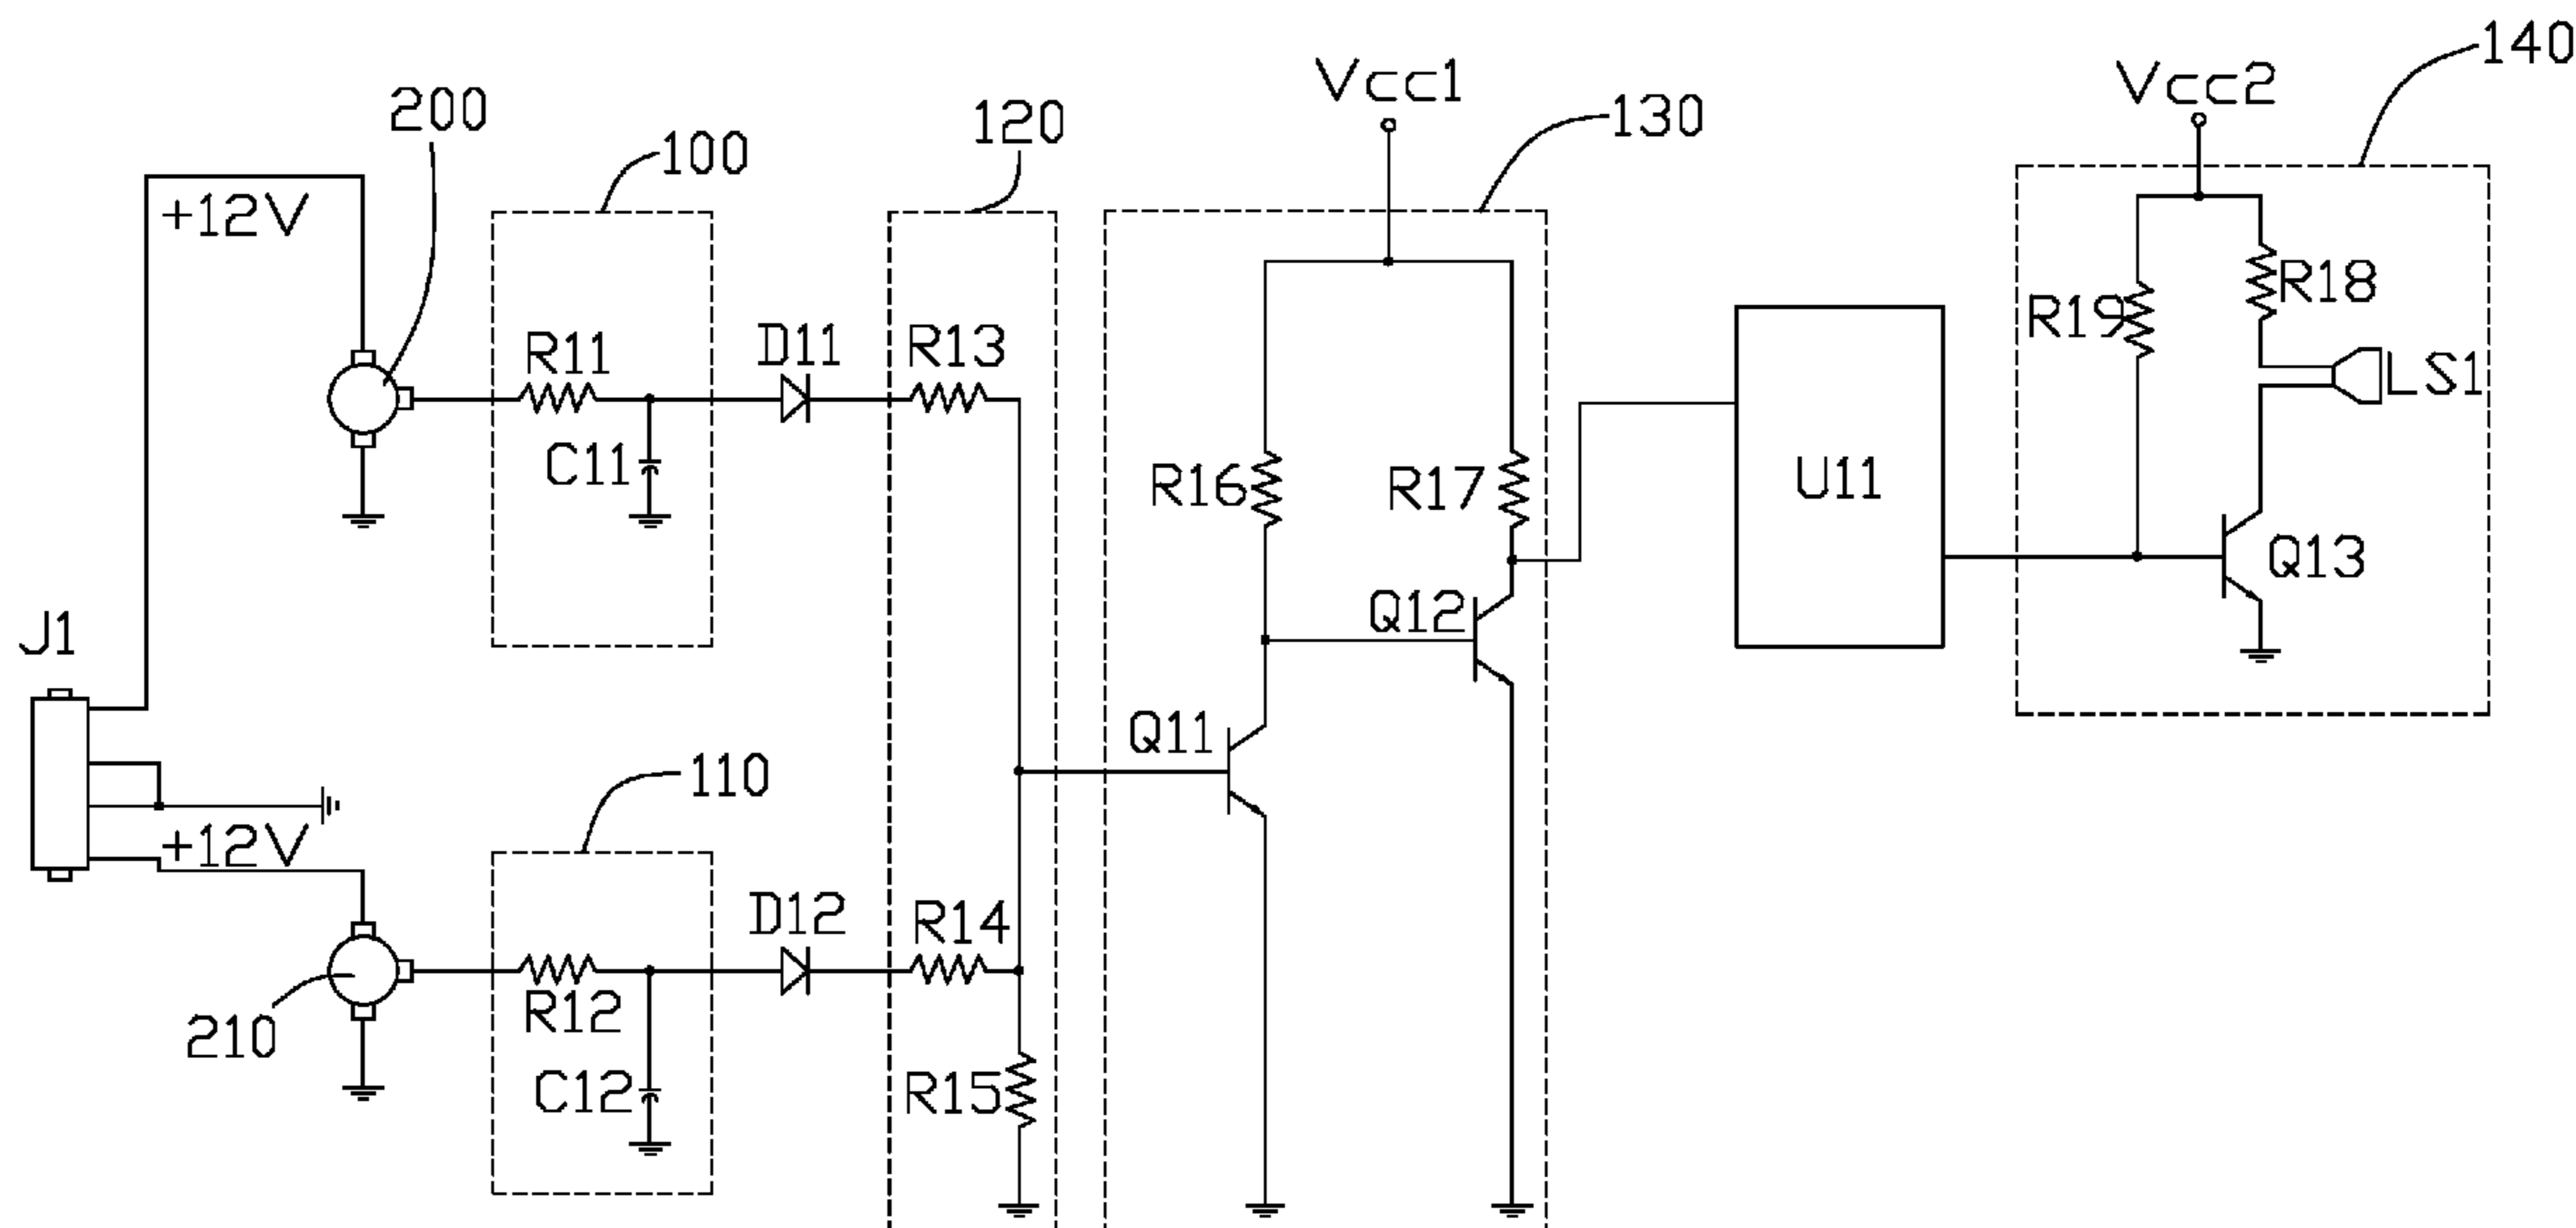 140
Vcc1
Vcc2
200
120
130
100
+12V
R11
D11
R13
R19
R18
LS1
C11
R16
R17
U11
Q13
J1
Q12
Q11
110
+12V
D12
R14
R12
210
C12
R15